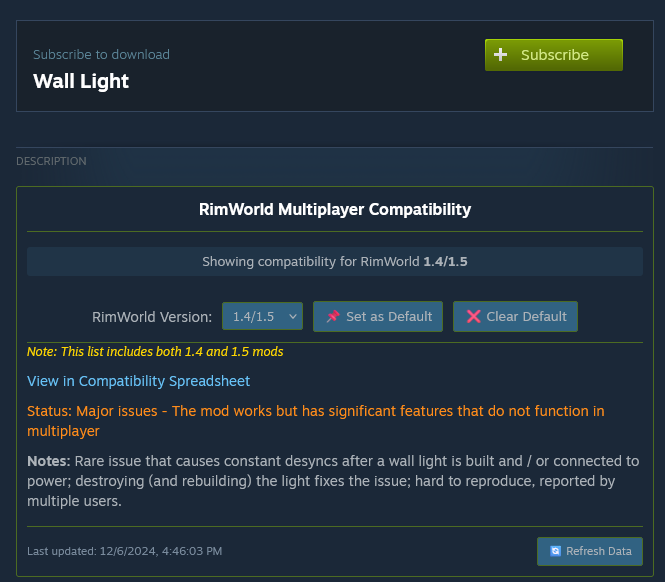 Subscribe to download
Wall Light
Subscribe
DESCRIPTION
RimWorld Multiplayer Compatibility
Showing compatibility for RimWorld 1.4/1.5
RimWorld Version: 1.4/1.5 Set as Default Clear Default
Note: This list includes both 1.4 and 1.5 mods
View in Compatibility Spreadsheet
Status: Major issues - The mod works but has significant features that do not function in
multiplayer
Notes: Rare issue that causes constant desyncs after a wall light is built and / or connected to
power; destroying (and rebuilding) the light fixes the issue; hard to reproduce, reported by
multiple users.
Last updated: 12/6/2024, 4:46:03 PM Refresh Data